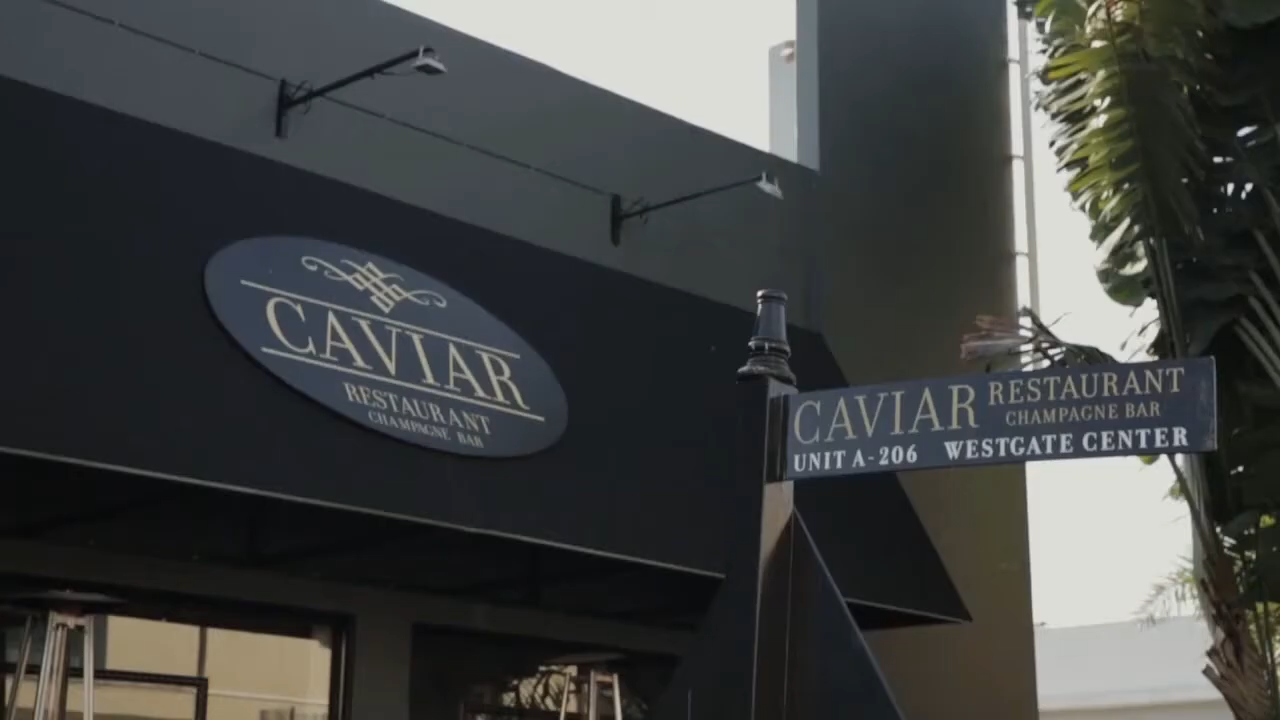 CAVIAR
RESTAURANT
CHAMPAGNE BAR
CAVIAR RESTAURANT
CHAMPAGNE BAR
UNIT A-206 WESTGATE CENTER